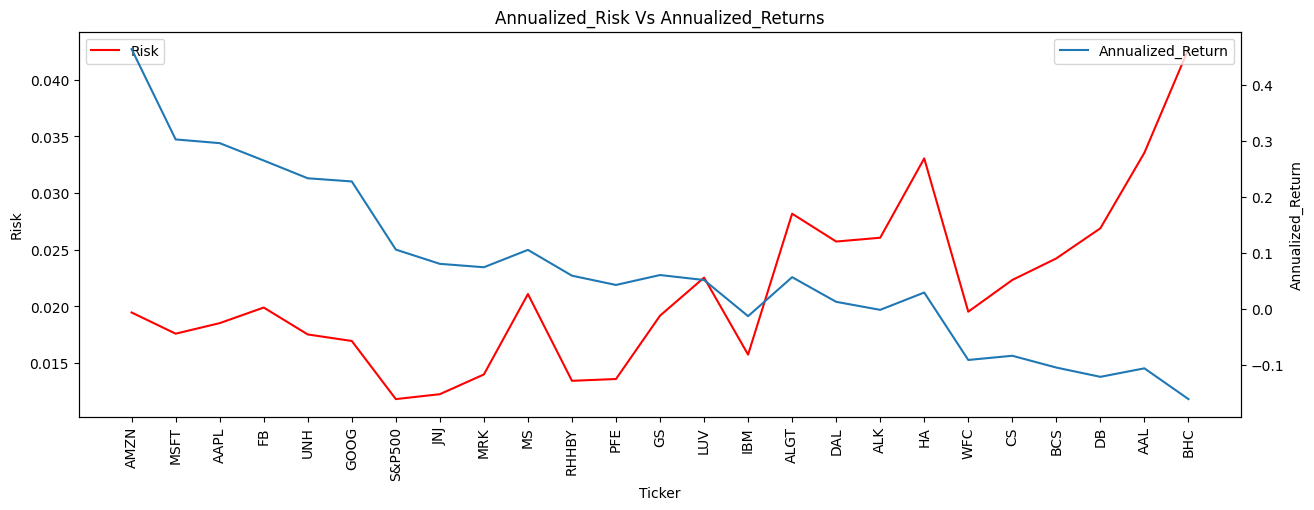 Annualized_Risk Vs Annualized_Returns
Risk
Annualized_Return
0.040
0.035
0.030
0.025
0.020
0.015
Risk
0.4
0.3
0.2
0.1
0.0
−0.1
Annualized_Return
AMZN
MSFT
AAPL
FB
UNH
GOOG
S&P500
JNJ
MRK
MS
RHHBY
PFE
GS
LUV
IBM
ALGT
DAL
ALK
HA
WFC
CS
BCS
DB
AAL
BHC
Ticker